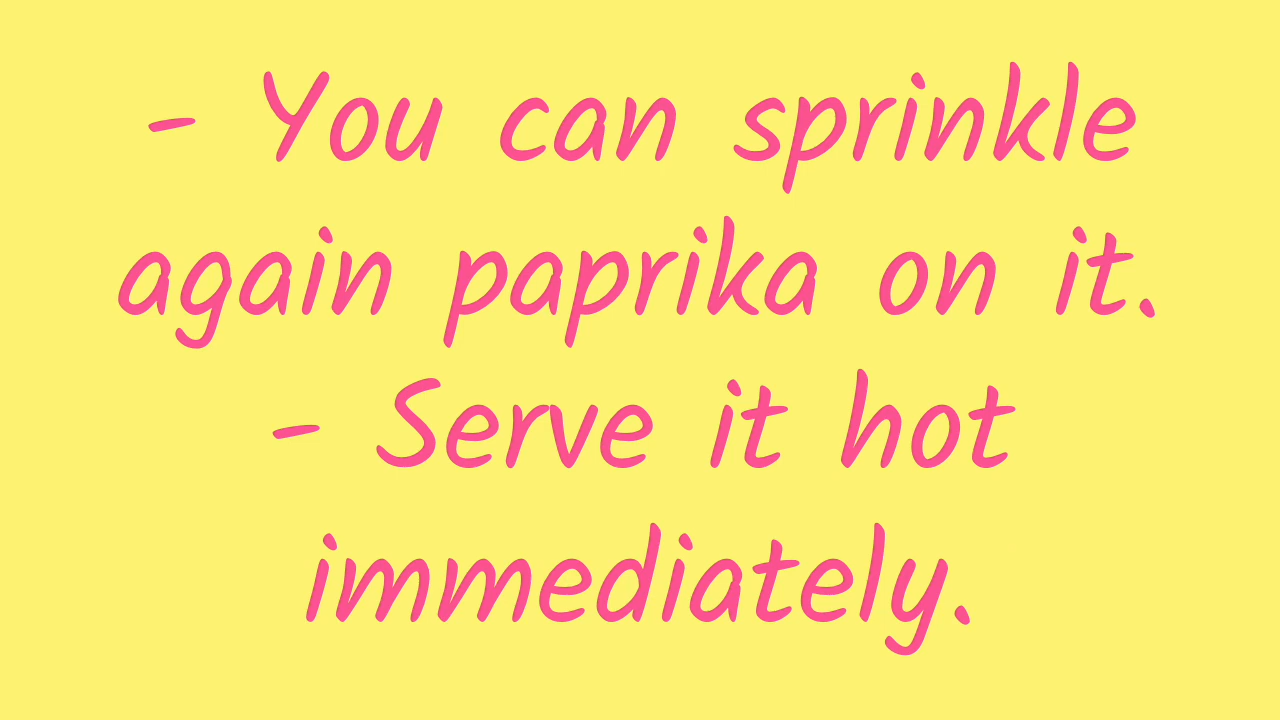 - You can sprinkle
again paprika on it.
- Serve it hot
immediately.